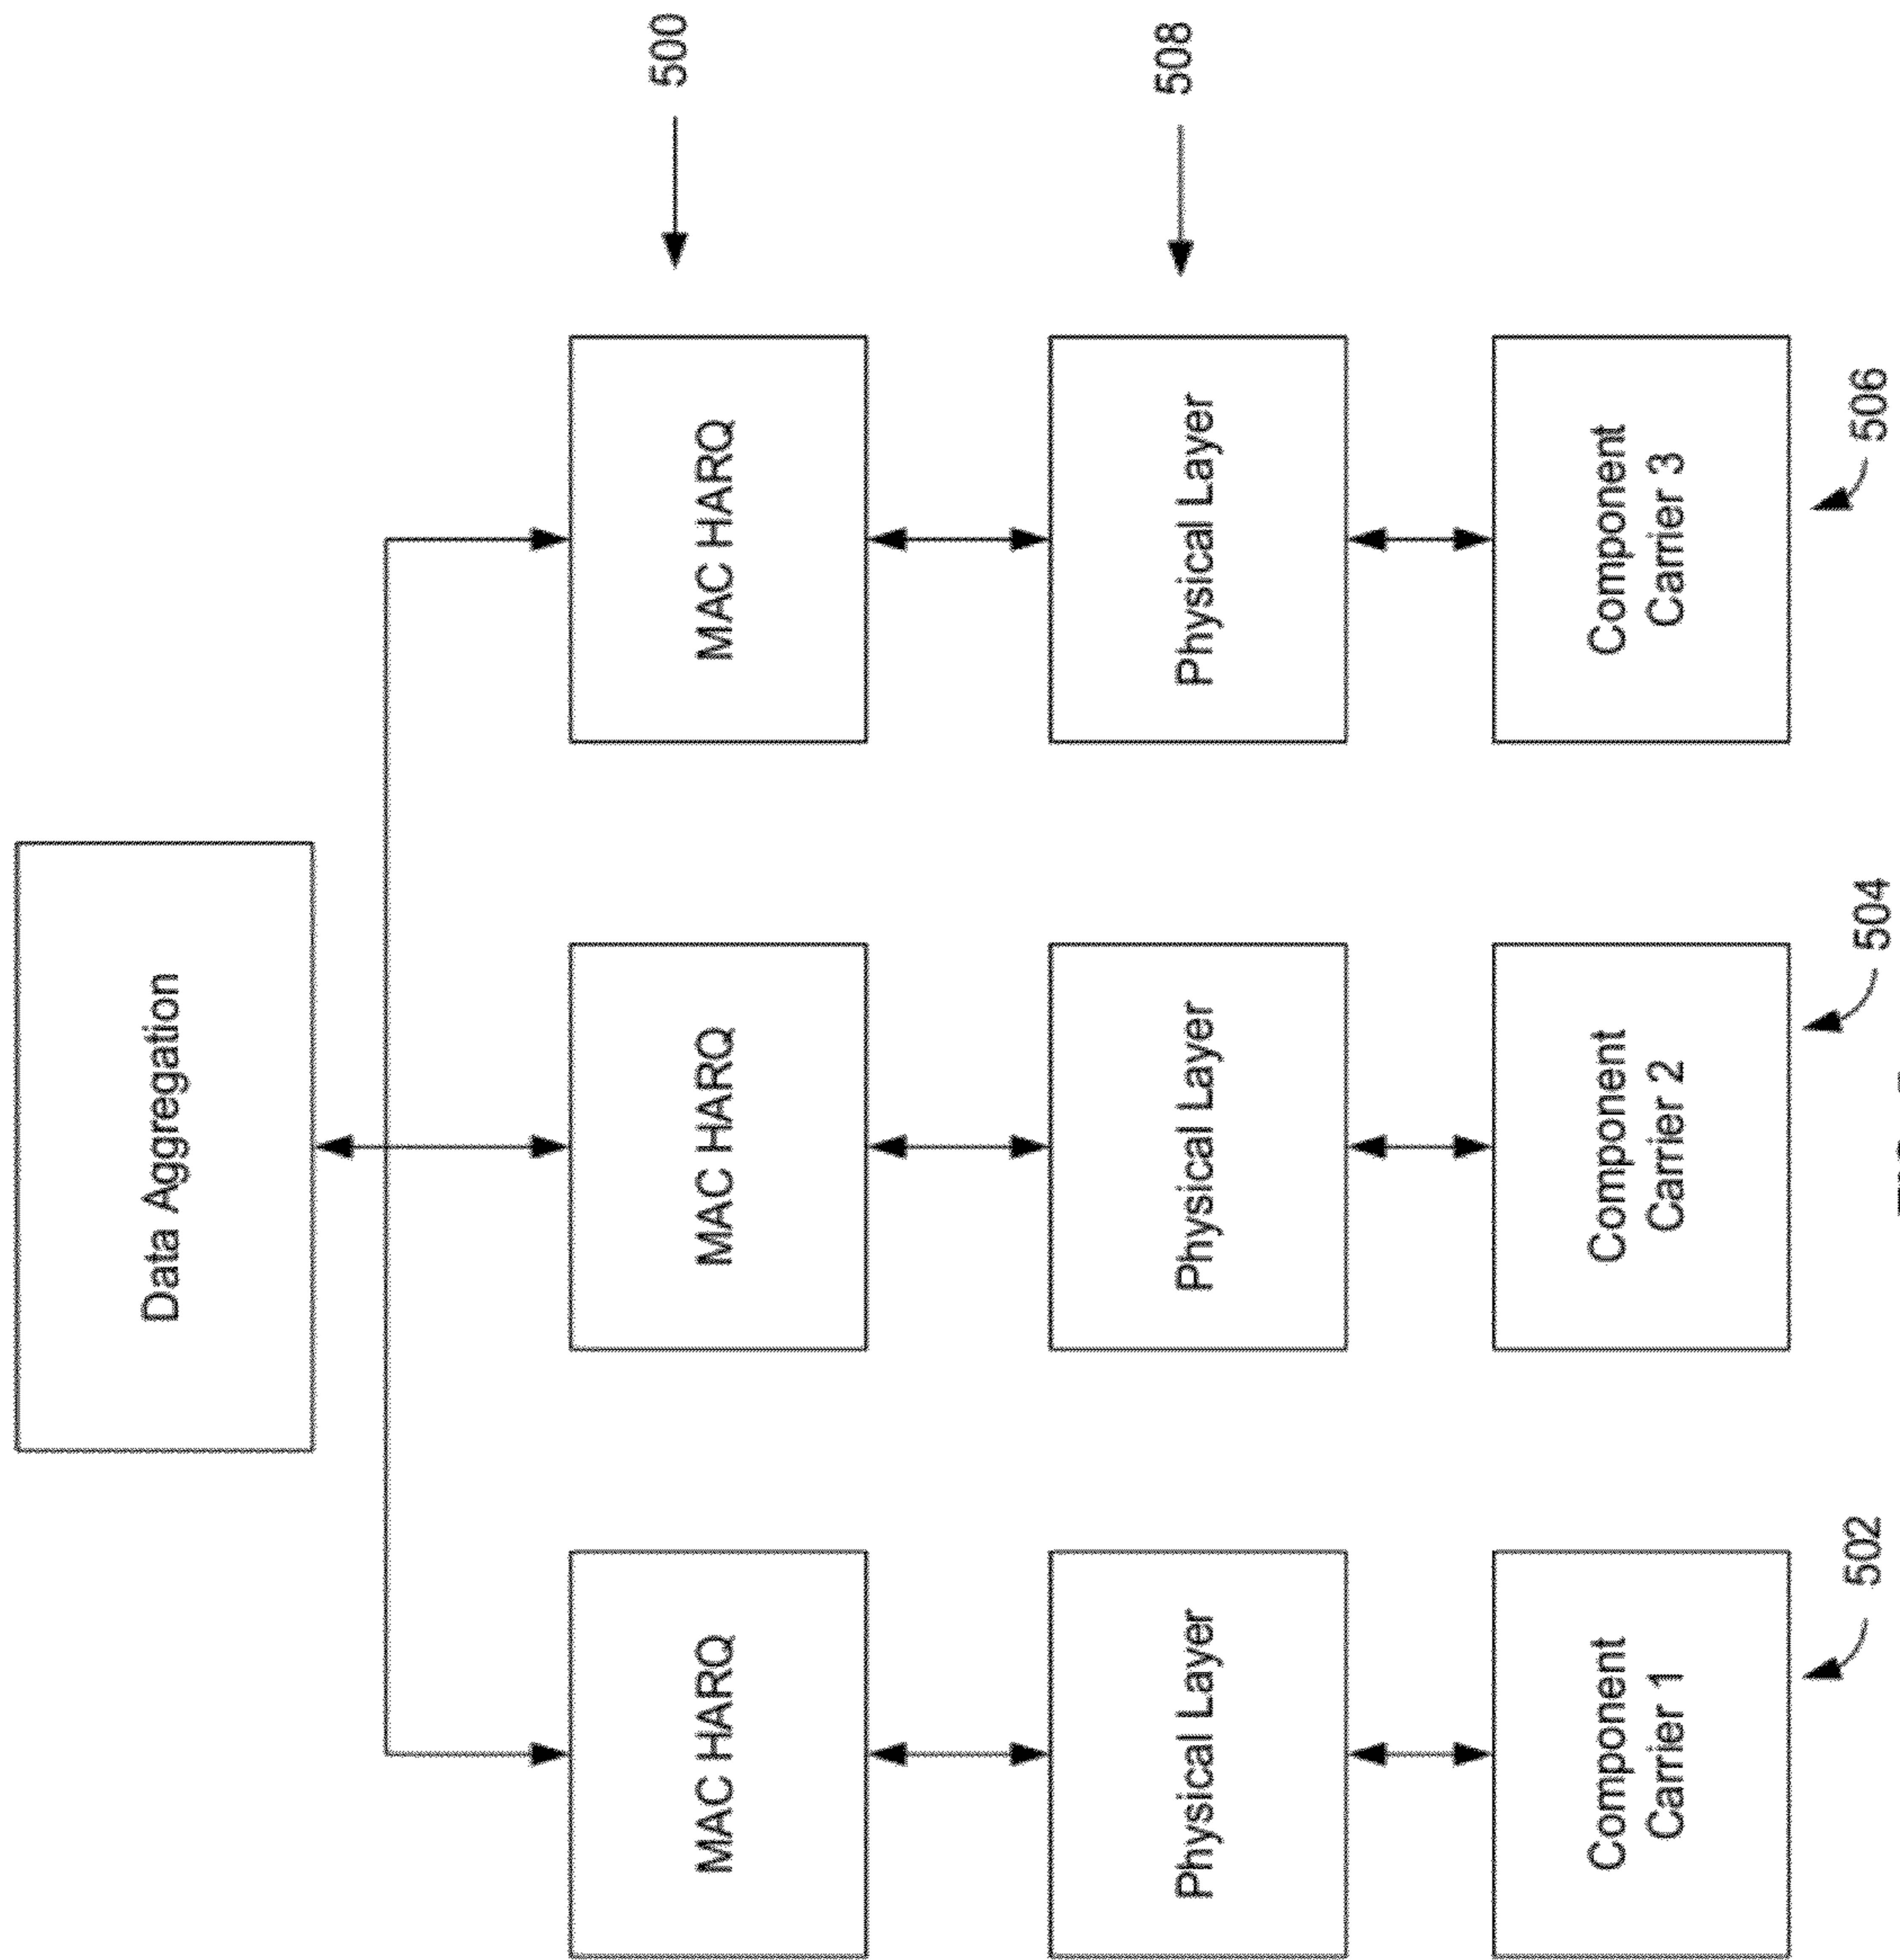 Data Aggregation
500
MAC HARQ
MAC HARQ
MAC HARQ
508
Physical Layer
Physical Layer
Physical Layer
Component
Carrier 1
Component
Carrier 2
Component
Carrier 3
502
504
506